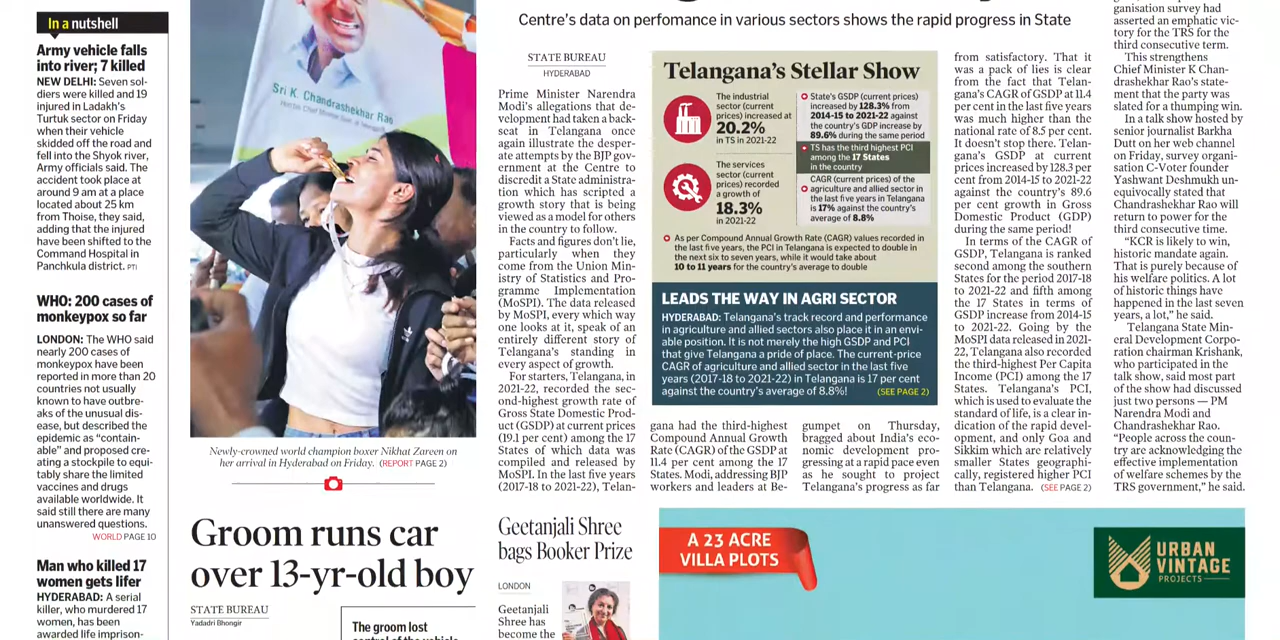 In a nutshell
Army vehicle falls
into river; 7 killed
NEW DELHI: Seven sol-
diers were killed and 19
injured in Ladakh's
Turtuk sector on Friday
when their vehicle
skidded off the road and
fell into the Shyok river,
Army officials said. The
accident took place at
around 9 am at a place
located about 25 km
from Thoise, they said,
adding that the injured
have been shifted to the
Command Hospital in
Panchkula district. PTI
WHO: 200 cases of
monkeypox so far
LONDON: The WHO said
nearly 200 cases of
monkeypox have been
reported in more than 20
countries not usually
known to have outbre-
aks of the unusual dis-
ease, but described the
epidemic as "contain-
able" and proposed cre-
ating a stockpile to equi-
tably share the limited
vaccines and drugs
available worldwide. It
said still there are many
unanswered questions.
WORLD PAGE 10
Man who killed 17
women gets lifer
HYDERABAD: A serial
killer, who murdered 17
women, has been
awarded life imprison-
Sri K. Chandrashekhar Rao
Newly-crowned world champion boxer Nikhat Zareen on
her arrival in Hyderabad on Friday. (REPORT PAGE 2)
Groom runs car
over 13-yr-old boy
STATE BUREAU
Yadadri Bhongir
The groom lost
Centre's data on perfomance in various sectors shows the rapid progress in State
STATE BUREAU
HYDERABAD
Prime Minister Narendra
Modi's allegations that de-
velopment had taken a back-
seat in Telangana once
again illustrate the desper-
ate attempts by the BJP gov-
ernment at the Centre to
discredit a State administra-
tion which has scripted a
growth story that is being
viewed as a model for others
in the country to follow.
Facts and figures don't lie,
particularly when they
come from the Union Min-
istry of Statistics and Pro-
gramme Implementation
(MoSPI). The data released
by MoSPI, every which way
one looks at it, speak of an
entirely different story of
Telangana's standing in
every aspect of growth.
For starters, Telangana, in
2021-22, recorded the sec-
ond-highest growth rate of
Gross State Domestic Prod-
uct (GSDP) at current prices
(19.1 per cent) among the 17
States of which data was
compiled and released by
MoSPI. In the last five years
(2017-18 to 2021-22), Telan-
Telangana's Stellar Show
The industrial
sector (current
prices) increased at
20.2%
in TS in 2021-22
The services
sector (current
prices) recorded
a growth of
18.3%
in 2021-22
State's GSDP (current prices)
increased by 128.3% from
2014-15 to 2021-22 against
the country's GDP increase by
89.6% during the same period
TS has the third highest PCI
among the 17 States
in the country
CAGR (current prices) of the
agriculture and allied sector in
the last five years in Telangana
is 17% against the country's
average of 8.8%
As per Compound Annual Growth Rate (CAGR) values recorded in
the last five years, the PCI in Telangana is expected to double in
the next six to seven years, while it would take about
10 to 11 years for the country's average to double
LEADS THE WAY IN AGRI SECTOR
HYDERABAD: Telangana's track record and performance
in agriculture and allied sectors also place it in an envi-
able position. It is not merely the high GSDP and PCI
that give Telangana a pride of place. The current-price
CAGR of agriculture and allied sector in the last five
years (2017-18 to 2021-22) in Telangana is 17 per cent
against the country's average of 8.8%! (SEE PAGE 2)
gana had the third-highest
Compound Annual Growth
Rate (CAGR) of the GSDP at
11.4 per cent among the 17
States. Modi, addressing BJP
workers and leaders at Be-
gumpet on Thursday,
bragged about India's eco-
nomic development pro-
gressing at a rapid pace even
as he sought to project
Telangana's progress as far
from satisfactory. That it
was a pack of lies is clear
from the fact that Telan-
gana's CAGR of GSDP at 11.4
per cent in the last five years
was much higher than the
national rate of 8.5 per cent.
It doesn't stop there. Telan-
gana's GSDP at current
prices increased by 128.3 per
cent from 2014-15 to 2021-22
against the country's 89.6
per cent growth in Gross
Domestic Product (GDP)
during the same period!
In terms of the CAGR of
GSDP, Telangana is ranked
second among the southern
States for the period 2017-18
to 2021-22 and fifth among
the 17 States in terms of
GSDP increase from 2014-15
to 2021-22. Going by the
MoSPI data released in 2021-
22, Telangana also recorded
the third-highest Per Capita
Income (PCI) among the 17
States. Telangana's PCI,
which is used to evaluate the
standard of life, is a clear in-
dication of the rapid devel-
opment, and only Goa and
Sikkim which are relatively
smaller States geographi-
cally, registered higher PCI
than Telangana. (SEE PAGE 2)
ganisation survey had
asserted an emphatic vic-
tory for the TRS for the
third consecutive term.
This strengthens
Chief Minister K Chan-
drashekhar Rao's state-
ment that the party was
slated for a thumping win.
In a talk show hosted by
senior journalist Barkha
Dutt on her web channel
on Friday, survey organi-
sation C-Voter founder
Yashwant Deshmukh un-
equivocally stated that
Chandrashekhar Rao will
return to power for the
third consecutive time.
"KCR is likely to win,
historic mandate again.
That is purely because of
his welfare politics. A lot
of historic things have
happened in the last seven
years, a lot," he said.
Telangana State Min-
eral Development Corpo-
ration chairman Krishank,
who participated in the
talk show, said most part
of the show had discussed
just two persons — PM
Narendra Modi and
Chandrashekhar Rao.
"People across the coun-
try are acknowledging the
effective implementation
of welfare schemes by the
TRS government," he said.
Geetanjali Shree
bags Booker Prize
LONDON
Geetanjali
Shree has
become the
A 23 ACRE
VILLA PLOTS
URBAN
VINTAGE
PROJECTS